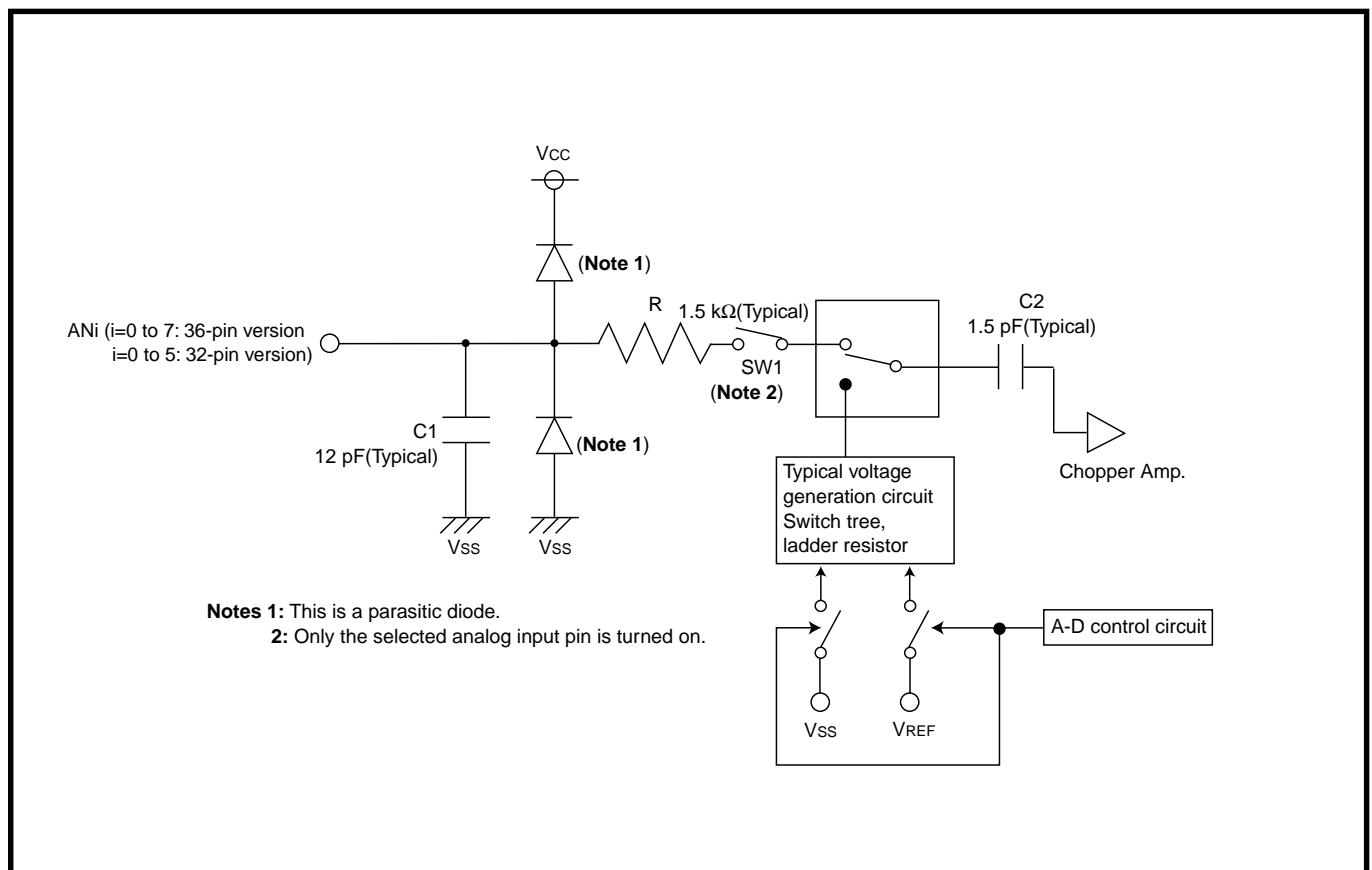 VCC
(Note 1)
ANi (i=0 to 7: 36-pin version
i=0 to 5: 32-pin version)
R
1.5 kΩ(Typical)
SW1
(Note 2)
C2
1.5 pF(Typical)
C1
12 pF(Typical)
(Note 1)
Chopper Amp.
Typical voltage
generation circuit
Switch tree,
ladder resistor
VSS
VSS
Notes 1: This is a parasitic diode.
2: Only the selected analog input pin is turned on.
A-D control circuit
VSS
VREF